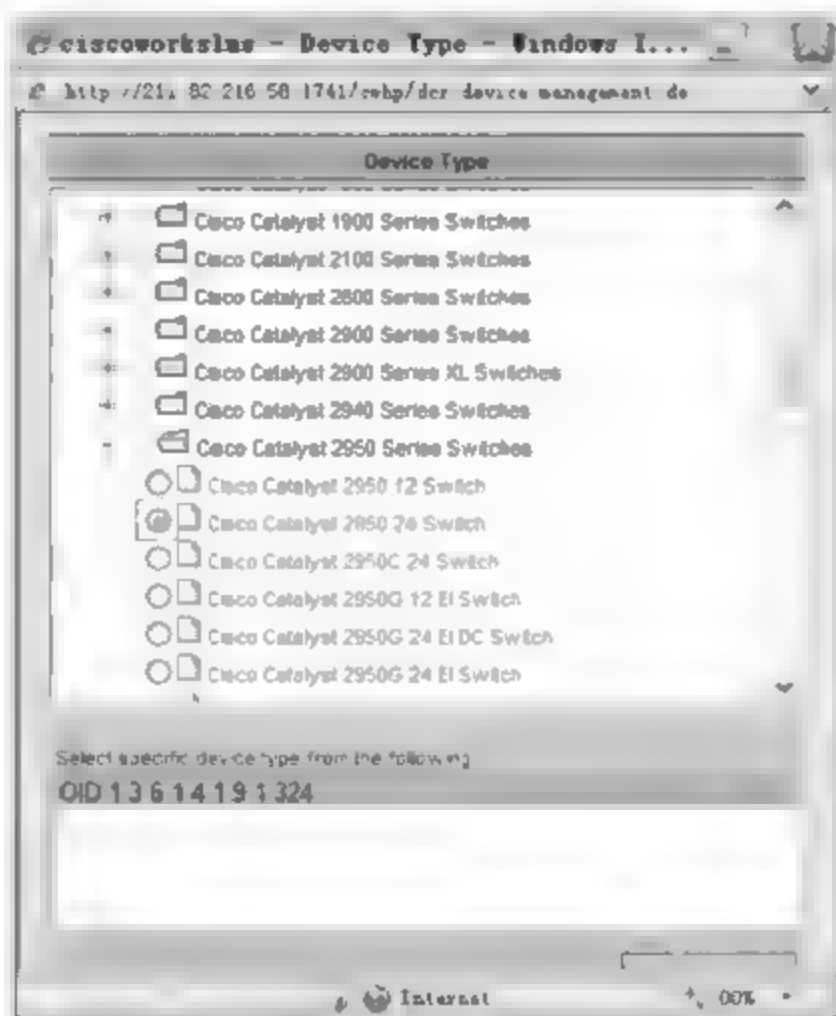 ciscoworkslms - Device Type - Windows I...
Device Type
Cisco Catalyst 1900 Series Switches
Cisco Catalyst 2100 Series Switches
Cisco Catalyst 2600 Series Switches
Cisco Catalyst 2900 Series Switches
Cisco Catalyst 2900 Series XL Switches
Cisco Catalyst 2940 Series Switches
Cisco Catalyst 2950 Series Switches
Cisco Catalyst 2950 12 Switch
Cisco Catalyst 2950 24 Switch
Cisco Catalyst 2950C 24 Switch
Cisco Catalyst 2950G 12 EI Switch
Cisco Catalyst 2950G 24 EI DC Switch
Cisco Catalyst 2950G 24 EI Switch
Select specific device type from the following
OID 1 3 6 1 4 1 9 1 324
Internet